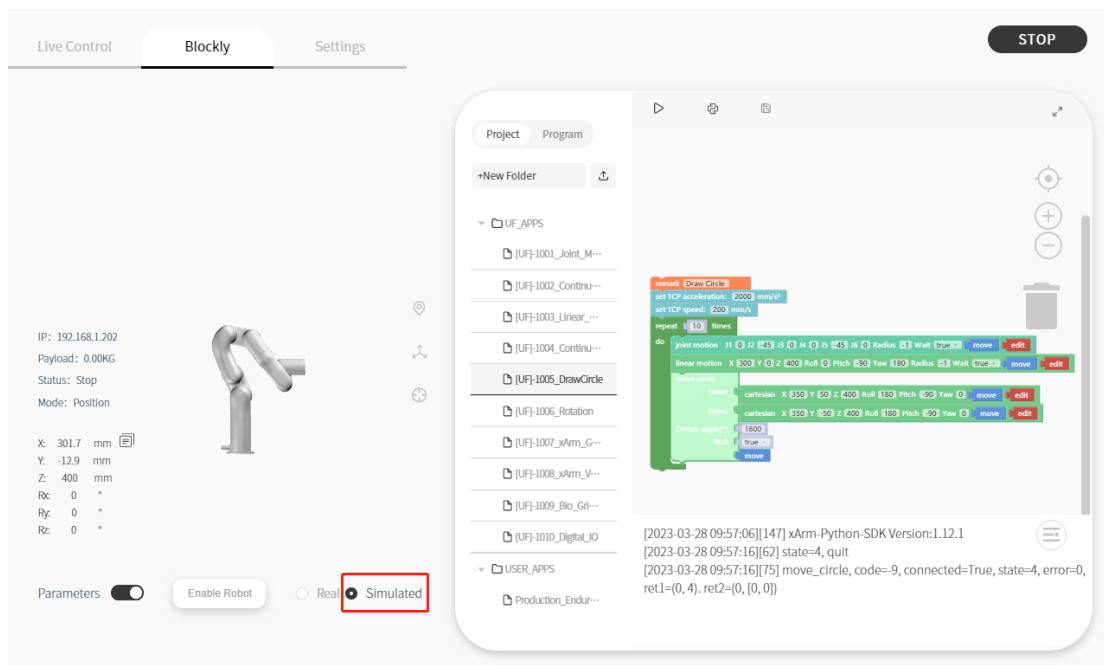 Live Control
Blockly
Settings
STOP
IP: 192.168.1.202
Payload: 0.00KG
Status: Stop
Mode: Position
X: 301.7 mm
Y: -12.9 mm
Z: 400 mm
Rx: 0 °
Ry: 0 °
Rz: 0 °
Parameters
Enable Robot
Real
Simulated
Project
Program
+New Folder
UF_APPS
[UF]-1001_Joint_M···
[UF]-1002_Continu···
[UF]-1003_Linear_···
[UF]-1004_Continu···
[UF]-1005_DrawCircle
[UF]-1006_Rotation
[UF]-1007_xArm_G···
[UF]-1008_xArm_V···
[UF]-1009_Bio_Gri···
[UF]-1010_Digital_IO
USER_APPS
Production_Endur···
remark Draw Circle
set TCP acceleration: 2000 mm/s²
set TCP speed: 200 mm/s
repeat 10 times
do joint motion J1 0 J2 -45 J3 0 J4 0 J5 -45 J6 0 Radius -1 Wait true move edit
linear motion X 300 Y 0 Z 400 Roll 0 Pitch -90 Yaw 180 Radius -1 Wait true move edit
move circle
Pose1 cartesian X 350 Y 50 Z 400 Roll 180 Pitch -90 Yaw 0 move edit
Pose2 cartesian X 350 Y -50 Z 400 Roll 180 Pitch -90 Yaw 0 move edit
Center angle(°) 1800
Wait true
move
[2023-03-28 09:57:06][147] xArm-Python-SDK Version:1.12.1
[2023-03-28 09:57:16][62] state=4, quit
[2023-03-28 09:57:16][75] move_circle, code=-9, connected=True, state=4, error=0,
ret1=(0, 4). ret2=(0, [0, 0])